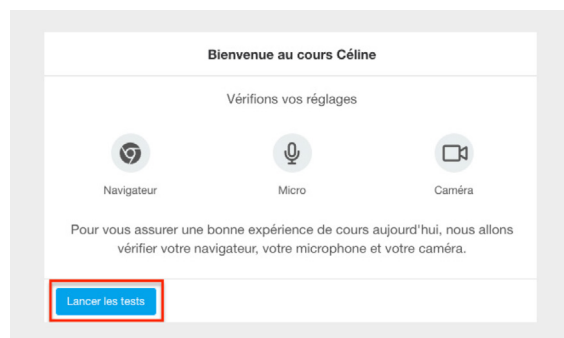 Bienvenue au cours Céline
Vérifions vos réglages
Navigateur
Micro
Caméra
Pour vous assurer une bonne expérience de cours aujourd'hui, nous allons
vérifier votre navigateur, votre microphone et votre caméra.
Lancer les tests